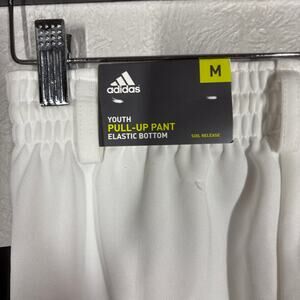 adidas
M
YOUTH
PULL-UP PANT
ELASTIC BOTTOM
SOIL RELEASE